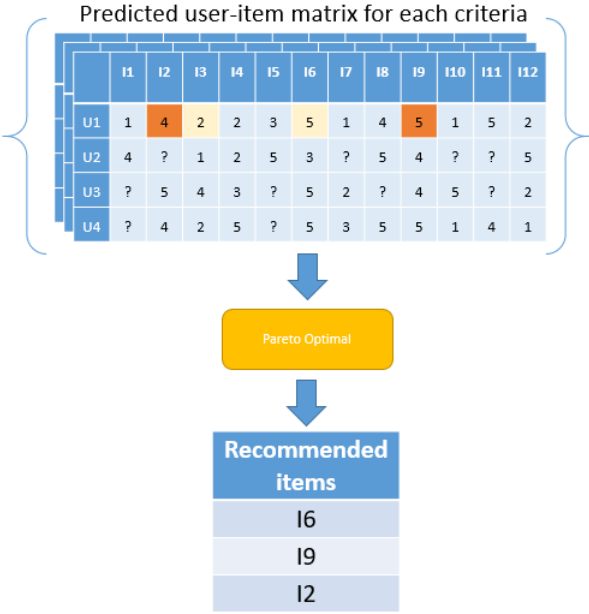 Predicted user-item matrix for each criteria
I1 I2 I3 I4 I5 I6 I7 I8 I9 I10 I11 I12
U1 1 4 2 2 3 5 1 4 5 1 5 2
U2 4 ? 1 2 5 3 ? 5 4 ? ? 5
U3 ? 5 4 3 ? 5 2 ? 4 5 ? 2
U4 ? 4 2 5 ? 5 3 5 5 1 4 1
Pareto Optimal
Recommended
items
I6
I9
I2